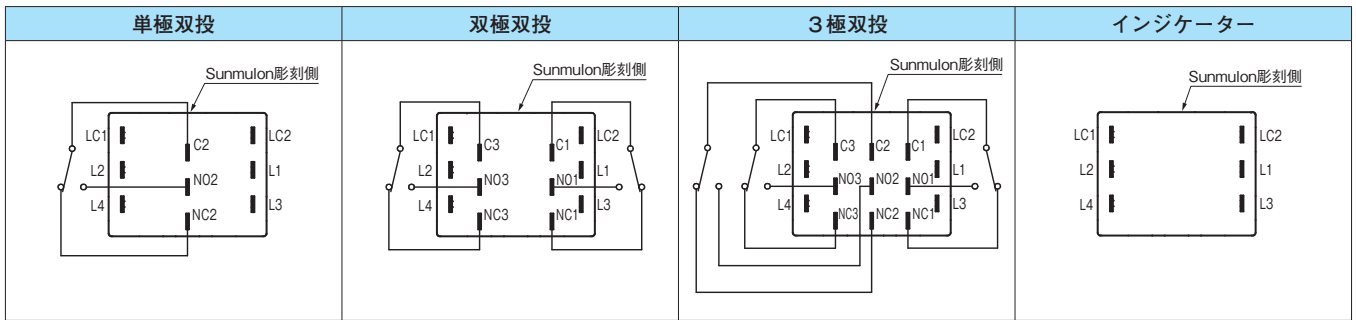 単極双投
Sunmulon彫刻側
LC1 LC2
C2
L2 L1
NO2
L4 L3
NC2
双極双投
Sunmulon彫刻側
LC1 LC2
C3 C1
L2 L1
NO3 NO1
L4 L3
NC3 NC1
3極双投
Sunmulon彫刻側
LC1 LC2
C3 C2 C1
L2 L1
NO3 NO2 NO1
L4 L3
NC3 NC2 NC1
インジケーター
Sunmulon彫刻側
LC1 LC2
L2 L1
L4 L3